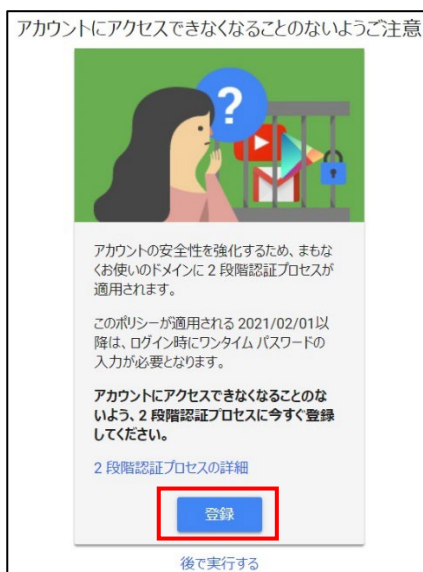 アカウントにアクセスできなくなることのないようご注意
?
アカウントの安全性を強化するため、まもな
くお使いのドメインに 2 段階認証プロセスが
適用されます。
このポリシーが適用される 2021/02/01以
降は、ログイン時にワンタイム パスワードの
入力が必要となります。
アカウントにアクセスできなくなることのな
いよう、2 段階認証プロセスに今すぐ登録
してください。
2 段階認証プロセスの詳細
登録
後で実行する